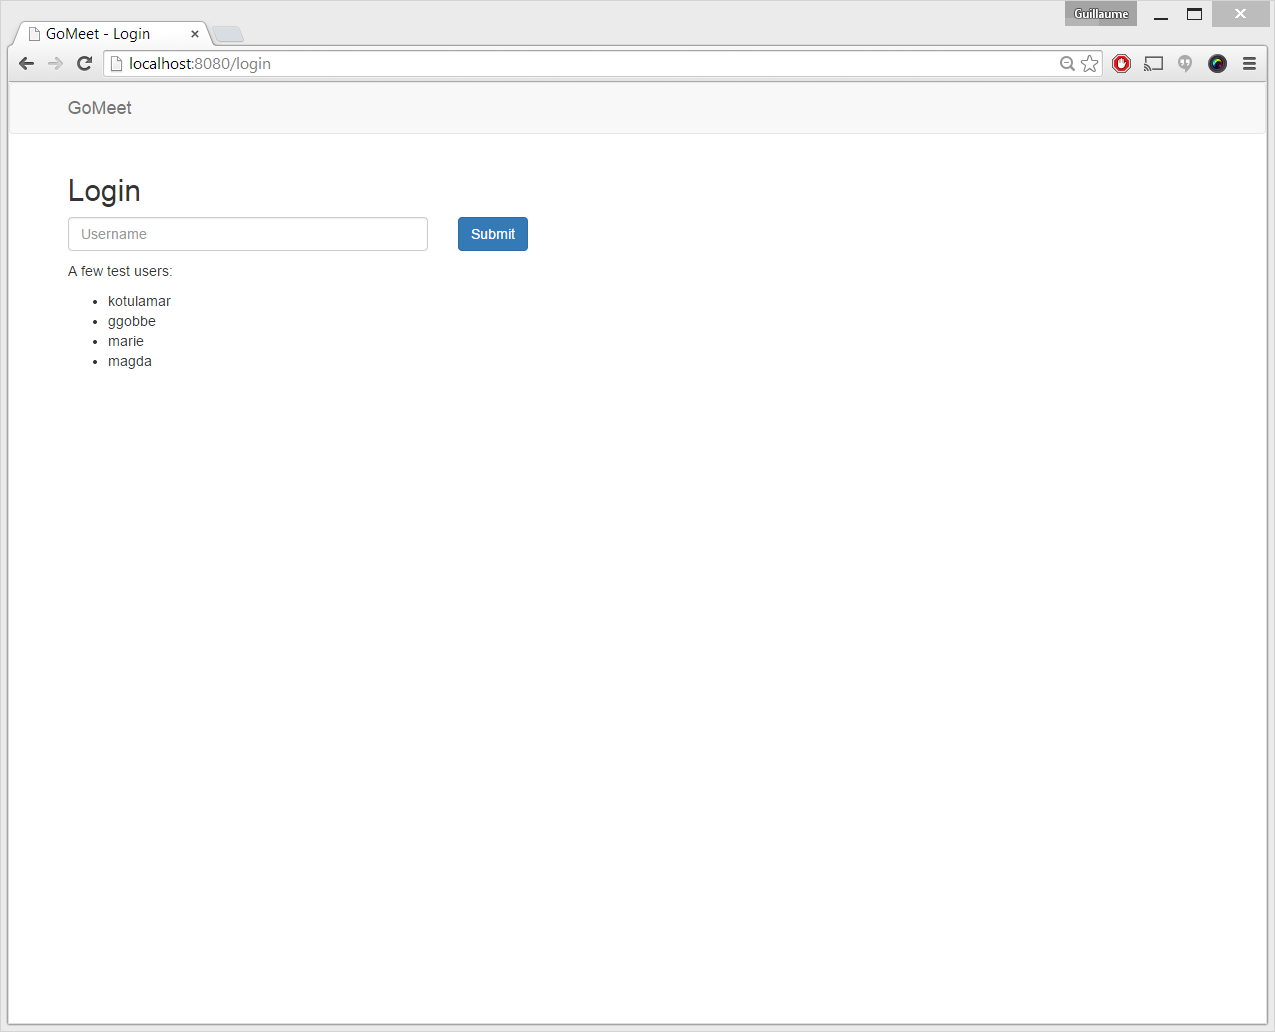 Guillaume
GoMeet - Login
localhost:8080/login
GoMeet
Login
Username
Submit
A few test users:
kotulamar
ggobbe
marie
magda